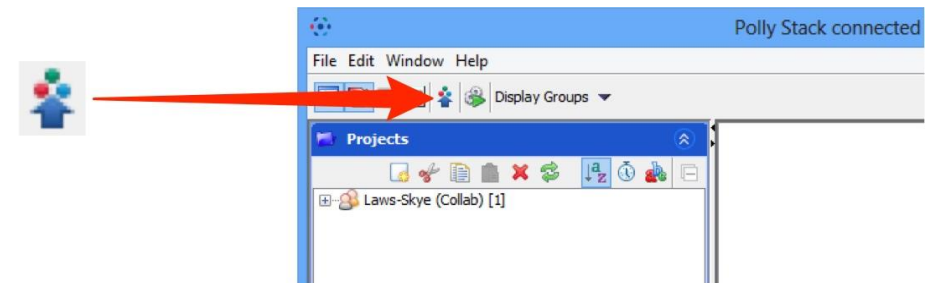 Polly Stack connected
File Edit Window Help
Display Groups
Projects
a
z
Laws-Skye (Collab) [1]